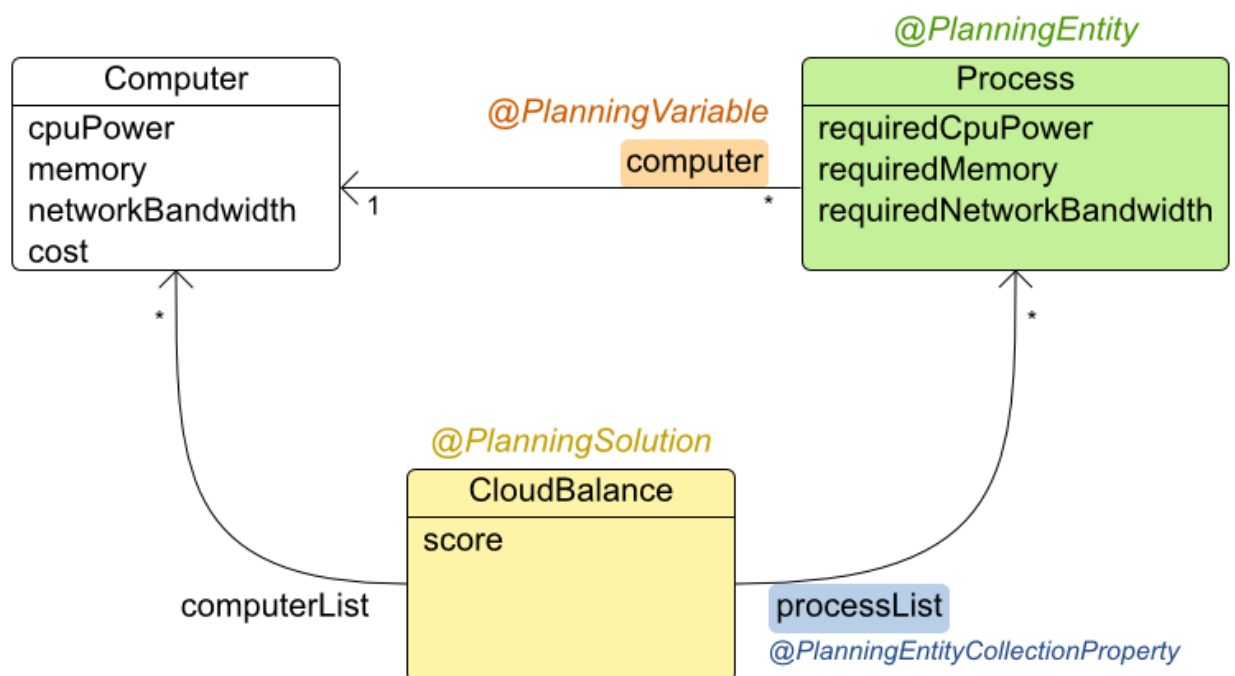 @PlanningEntity
Computer
Process
@PlanningVariable
cpuPower
memory
networkBandwidth
cost
computer
requiredCpuPower
requiredMemory
requiredNetworkBandwidth
1
*
*
*
@PlanningSolution
CloudBalance
score
computerList
processList
@PlanningEntityCollectionProperty